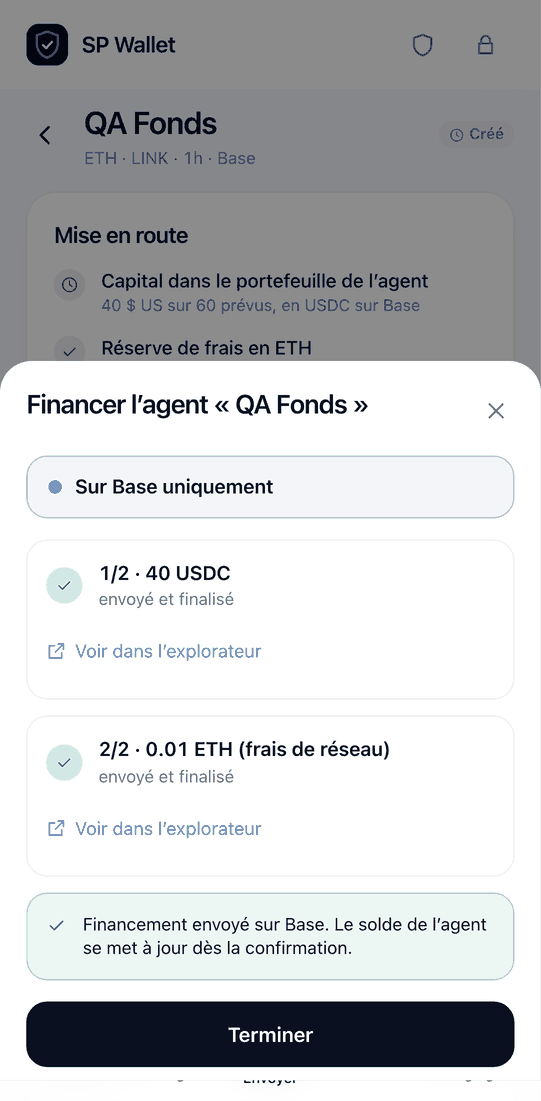 SP Wallet
QA Fonds
Créé
ETH · LINK · 1h · Base
Mise en route
Capital dans le portefeuille de l’agent
40 $ US sur 60 prévus, en USDC sur Base
Réserve de frais en ETH
Financer l’agent « QA Fonds »
Sur Base uniquement
1/2 · 40 USDC
envoyé et finalisé
Voir dans l’explorateur
2/2 · 0.01 ETH (frais de réseau)
envoyé et finalisé
Voir dans l’explorateur
Financement envoyé sur Base. Le solde de l’agent
se met à jour dès la confirmation.
Terminer
Envoyer